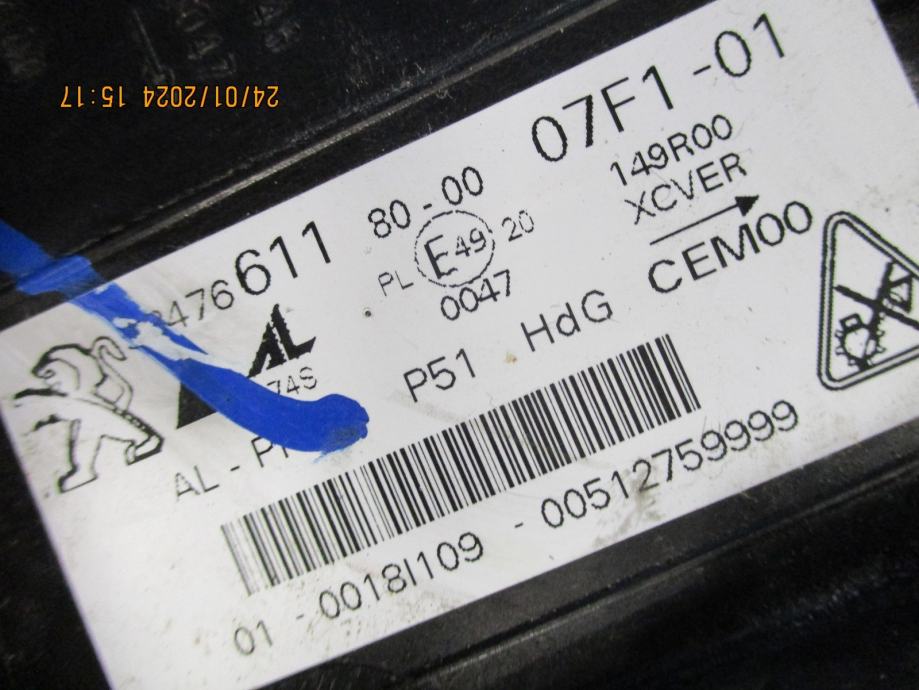 24/01/2024 15:17
07F1-01
611 80-00
149R00
XCVER
PL E49 20
0047
CEM00
AL
74S
P51 HdG
AL -
01 - 0018I109 - 00512759999